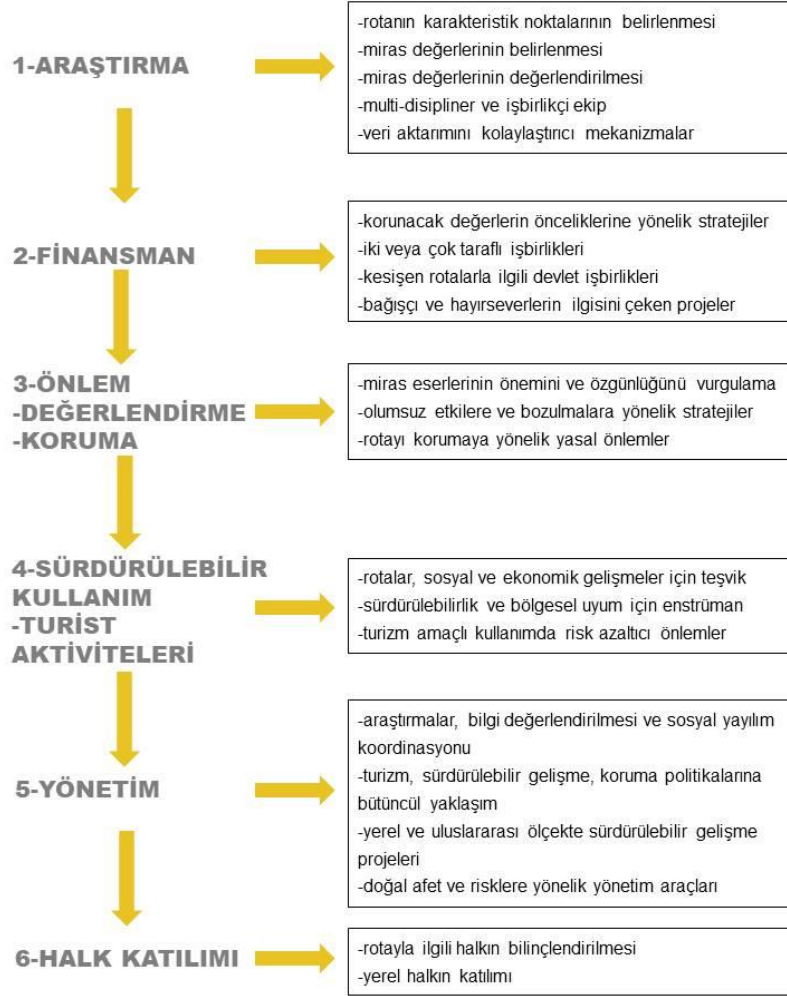 1-ARAŞTIRMA
-rotanın karakteristik noktalarının belirlenmesi
-miras değerlerinin belirlenmesi
-miras değerlerinin değerlendirilmesi
-multi-disipliner ve işbirlikçi ekip
-veri aktarımını kolaylaştırıcı mekanizmalar
2-FİNANSMAN
-korunacak değerlerin önceliklerine yönelik stratejiler
-iki veya çok taraflı işbirlikleri
-kesişen rotalarla ilgili devlet işbirlikleri
-bağışçı ve hayırseverlerin ilgisini çeken projeler
3-ÖNLEM
-DEĞERLENDİRME
-KORUMA
-miras eserlerinin önemini ve özgünlüğünü vurgulama
-olumsuz etkilere ve bozulmalara yönelik stratejiler
-rotayı korumaya yönelik yasal önlemler
4-SÜRDÜRÜLEBİLİR
KULLANIM
-TURİST
AKTİVİTELERİ
-rotalar, sosyal ve ekonomik gelişmeler için teşvik
-sürdürülebilirlik ve bölgesel uyum için enstrüman
-turizm amaçlı kullanımda risk azaltıcı önlemler
5-YÖNETİM
-araştırmalar, bilgi değerlendirilmesi ve sosyal yayılım
koordinasyonu
-turizm, sürdürülebilir gelişme, koruma politikalarına
bütüncül yaklaşım
-yerel ve uluslararası ölçekte sürdürülebilir gelişme
projeleri
-doğal afet ve risklere yönelik yönetim araçları
6-HALK KATILIMI
-rotayla ilgili halkın bilinçlendirilmesi
-yerel halkın katılımı